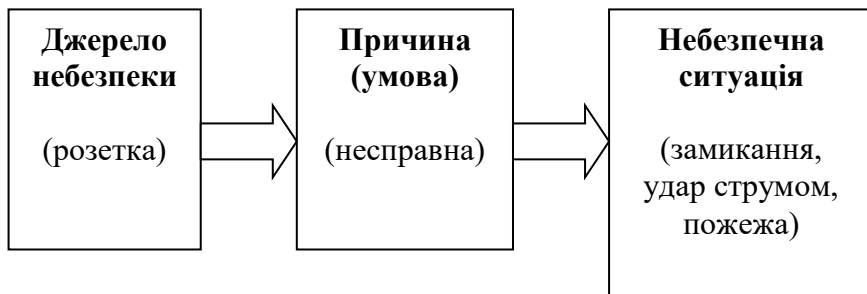 Джерело
небезпеки
(розетка)
Причина
(умова)
(несправна)
Небезпечна
ситуація
(замикання,
удар струмом,
пожежа)